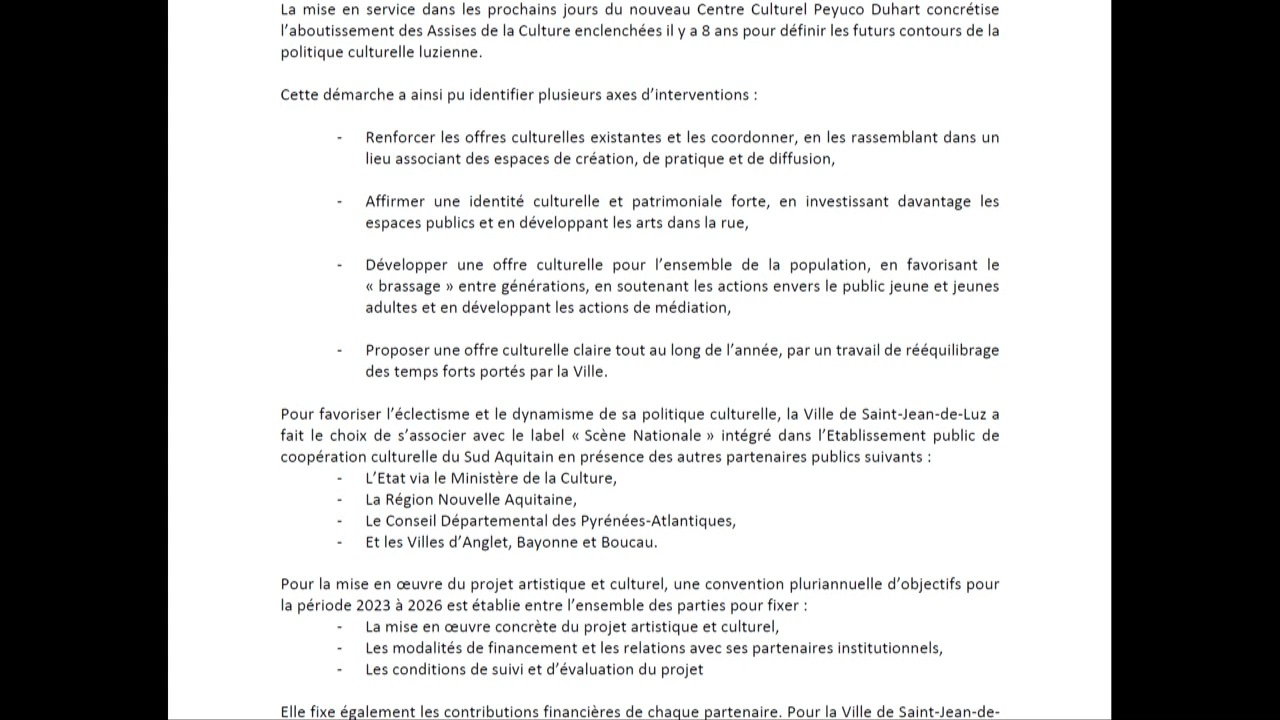 La mise en service dans les prochains jours du nouveau Centre Culturel Peyuco Duhart concrétise
l'aboutissement des Assises de la Culture enclenchées il y a 8 ans pour définir les futurs contours de la
politique culturelle luzienne.
Cette démarche a ainsi pu identifier plusieurs axes d'interventions :
- Renforcer les offres culturelles existantes et les coordonner, en les rassemblant dans un
lieu associant des espaces de création, de pratique et de diffusion,
- Affirmer une identité culturelle et patrimoniale forte, en investissant davantage les
espaces publics et en développant les arts dans la rue,
- Développer une offre culturelle pour l'ensemble de la population, en favorisant le
« brassage » entre générations, en soutenant les actions envers le public jeune et jeunes
adultes et en développant les actions de médiation,
- Proposer une offre culturelle claire tout au long de l'année, par un travail de rééquilibrage
des temps forts portés par la Ville.
Pour favoriser l'éclectisme et le dynamisme de sa politique culturelle, la Ville de Saint-Jean-de-Luz a
fait le choix de s'associer avec le label « Scène Nationale » intégré dans l'Etablissement public de
coopération culturelle du Sud Aquitain en présence des autres partenaires publics suivants :
- L'Etat via le Ministère de la Culture,
- La Région Nouvelle Aquitaine,
- Le Conseil Départemental des Pyrénées-Atlantiques,
- Et les Villes d'Anglet, Bayonne et Boucau.
Pour la mise en œuvre du projet artistique et culturel, une convention pluriannuelle d'objectifs pour
la période 2023 à 2026 est établie entre l'ensemble des parties pour fixer :
- La mise en œuvre concrète du projet artistique et culturel,
- Les modalités de financement et les relations avec ses partenaires institutionnels,
- Les conditions de suivi et d'évaluation du projet
Elle fixe également les contributions financières de chaque partenaire. Pour la Ville de Saint-Jean-de-